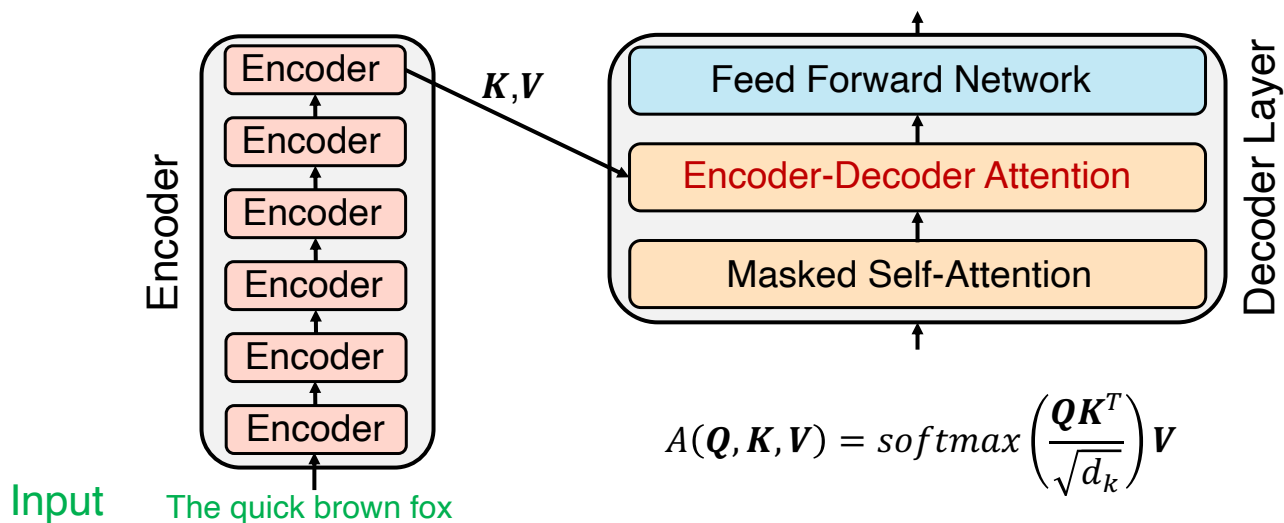 Encoder
Encoder
Encoder
Encoder
Encoder
Encoder
Encoder
K,V
Feed Forward Network
Encoder-Decoder Attention
Masked Self-Attention
Decoder Layer
A(Q, K, V) = softmax(QK^T / √d_k) V
Input
The quick brown fox